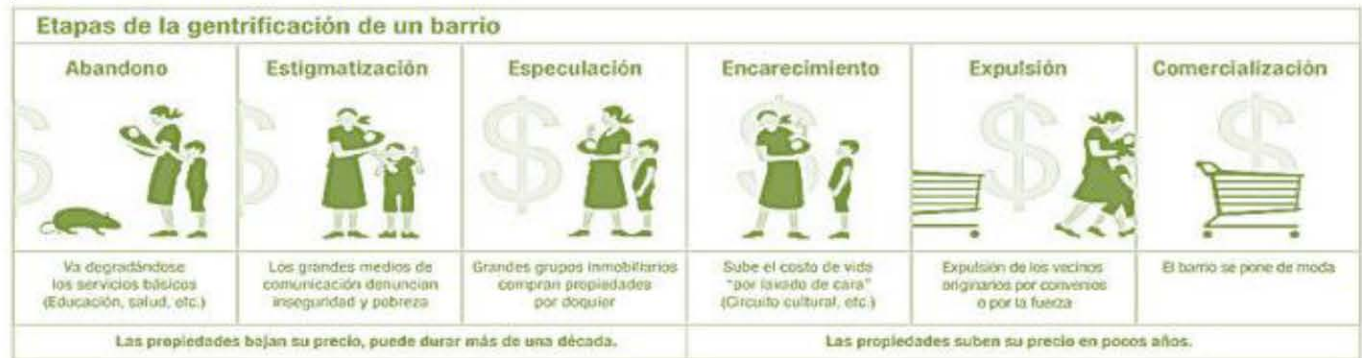 Etapas de la gentrificación de un barrio
Abandono
Estigmatización
Especulación
Encarecimiento
Expulsión
Comercialización
$
$
$
$
$
$
Va degradándose
los servicios básicos
(Educación, salud, etc.)
Los grandes medios de
comunicación denuncian
inseguridad y pobreza
Grandes grupos inmobiliarios
compran propiedades
por doquier
Sube el costo de vida
"por lavado de cara"
(Circuito cultural, etc.)
Expulsión de los vecinos
originarios por convenios
o por la fuerza
El barrio se pone de moda
Las propiedades bajan su precio, puede durar más de una década.
Las propiedades suben su precio en pocos años.